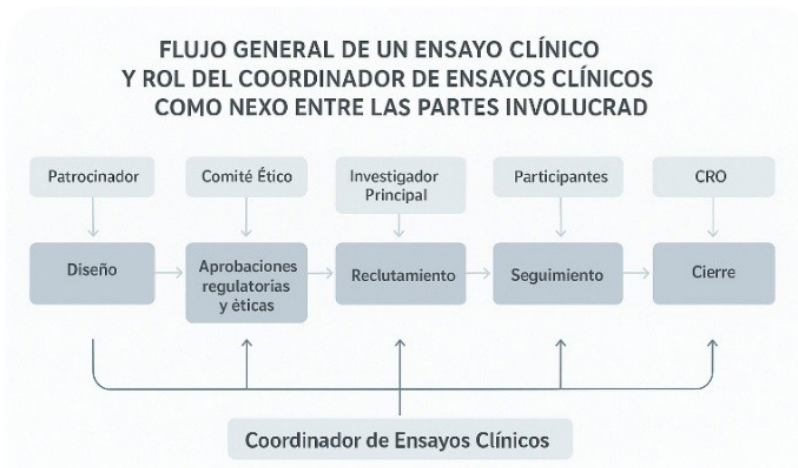 FLUJO GENERAL DE UN ENSAYO CLÍNICO
Y ROL DEL COORDINADOR DE ENSAYOS CLÍNICOS
COMO NEXO ENTRE LAS PARTES INVOLUCRAD
Patrocinador
Comité Ético
Investigador
Principal
Participantes
CRO
Diseño
Aprobaciones
regulatorias
y èticas
Reclutamiento
Seguimiento
Cierre
Coordinador de Ensayos Clínicos